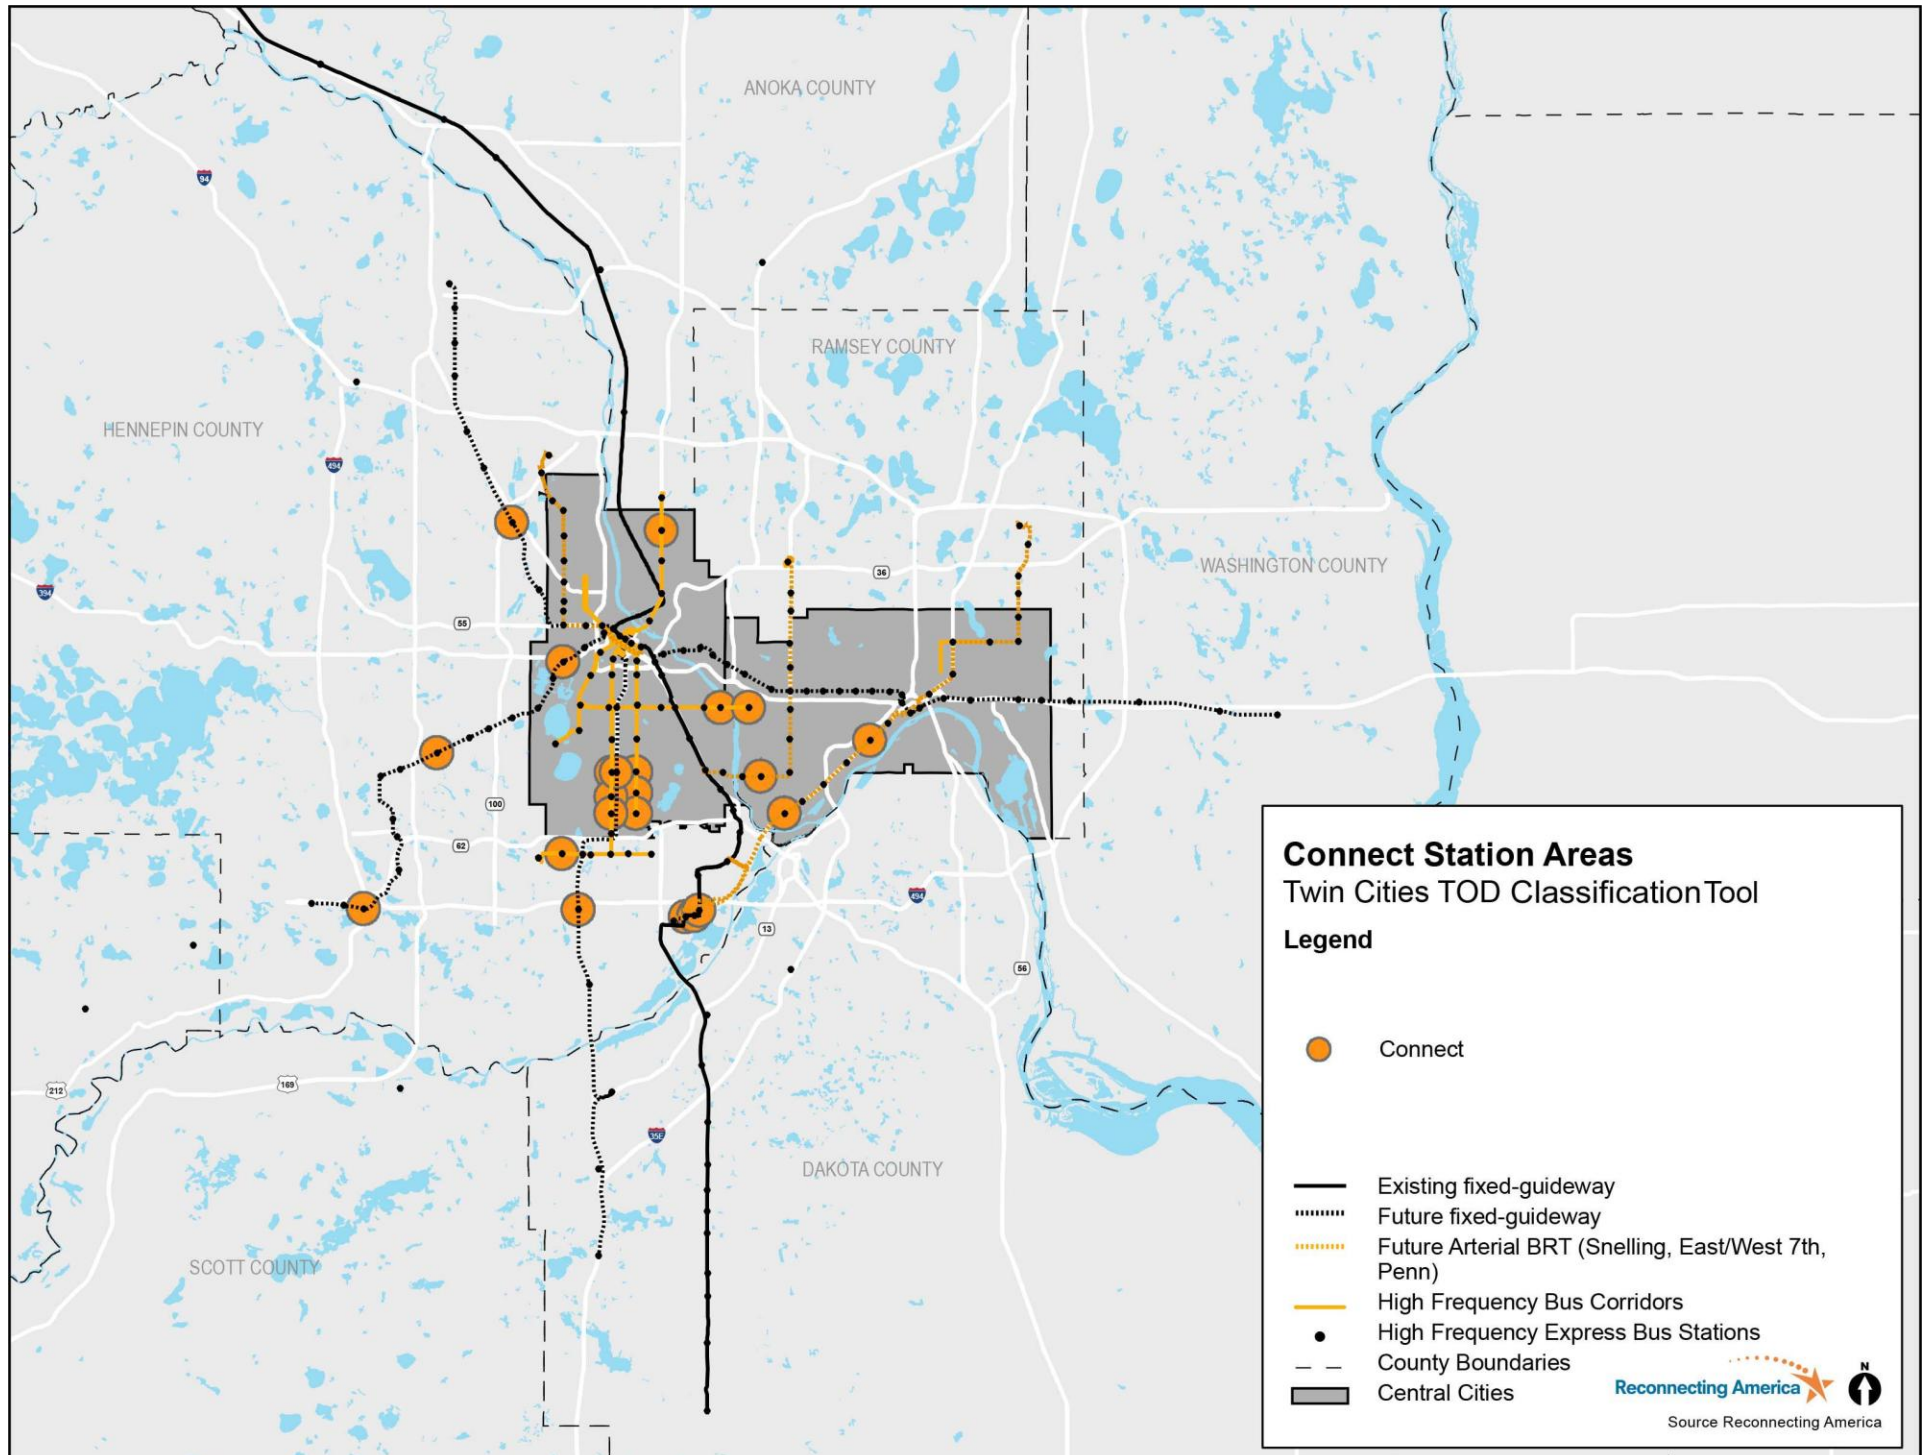 ANOKA COUNTY
94
RAMSEY COUNTY
HENNEPIN COUNTY
494
36
WASHINGTON COUNTY
394
55
100
62
494
13
56
212
169
35E
DAKOTA COUNTY
SCOTT COUNTY
Connect Station Areas
Twin Cities TOD Classification Tool
Legend
Connect
Existing fixed-guideway
Future fixed-guideway
Future Arterial BRT (Snelling, East/West 7th,
Penn)
High Frequency Bus Corridors
High Frequency Express Bus Stations
County Boundaries
Central Cities
Reconnecting America
N
Source Reconnecting America